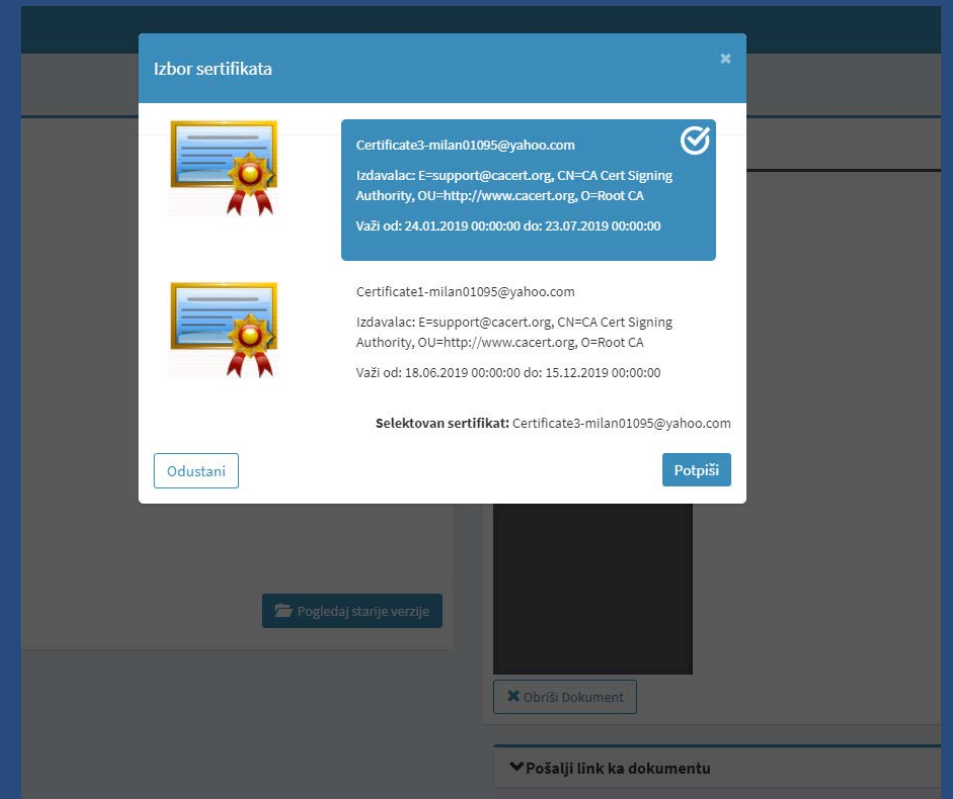 Izbor sertifikata
Certificate3-milan01095@yahoo.com
Izdavalac: E=support@cacert.org, CN=CA Cert Signing
Authority, OU=http://www.cacert.org, O=Root CA
Važi od: 24.01.2019 00:00:00 do: 23.07.2019 00:00:00
Certificate1-milan01095@yahoo.com
Izdavalac: E=support@cacert.org, CN=CA Cert Signing
Authority, OU=http://www.cacert.org, O=Root CA
Važi od: 18.06.2019 00:00:00 do: 15.12.2019 00:00:00
Selektovan sertifikat: Certificate3-milan01095@yahoo.com
Odustani
Potpiši
Pogledaj starije verzije
Obriši Dokument
Pošalji link ka dokumentu